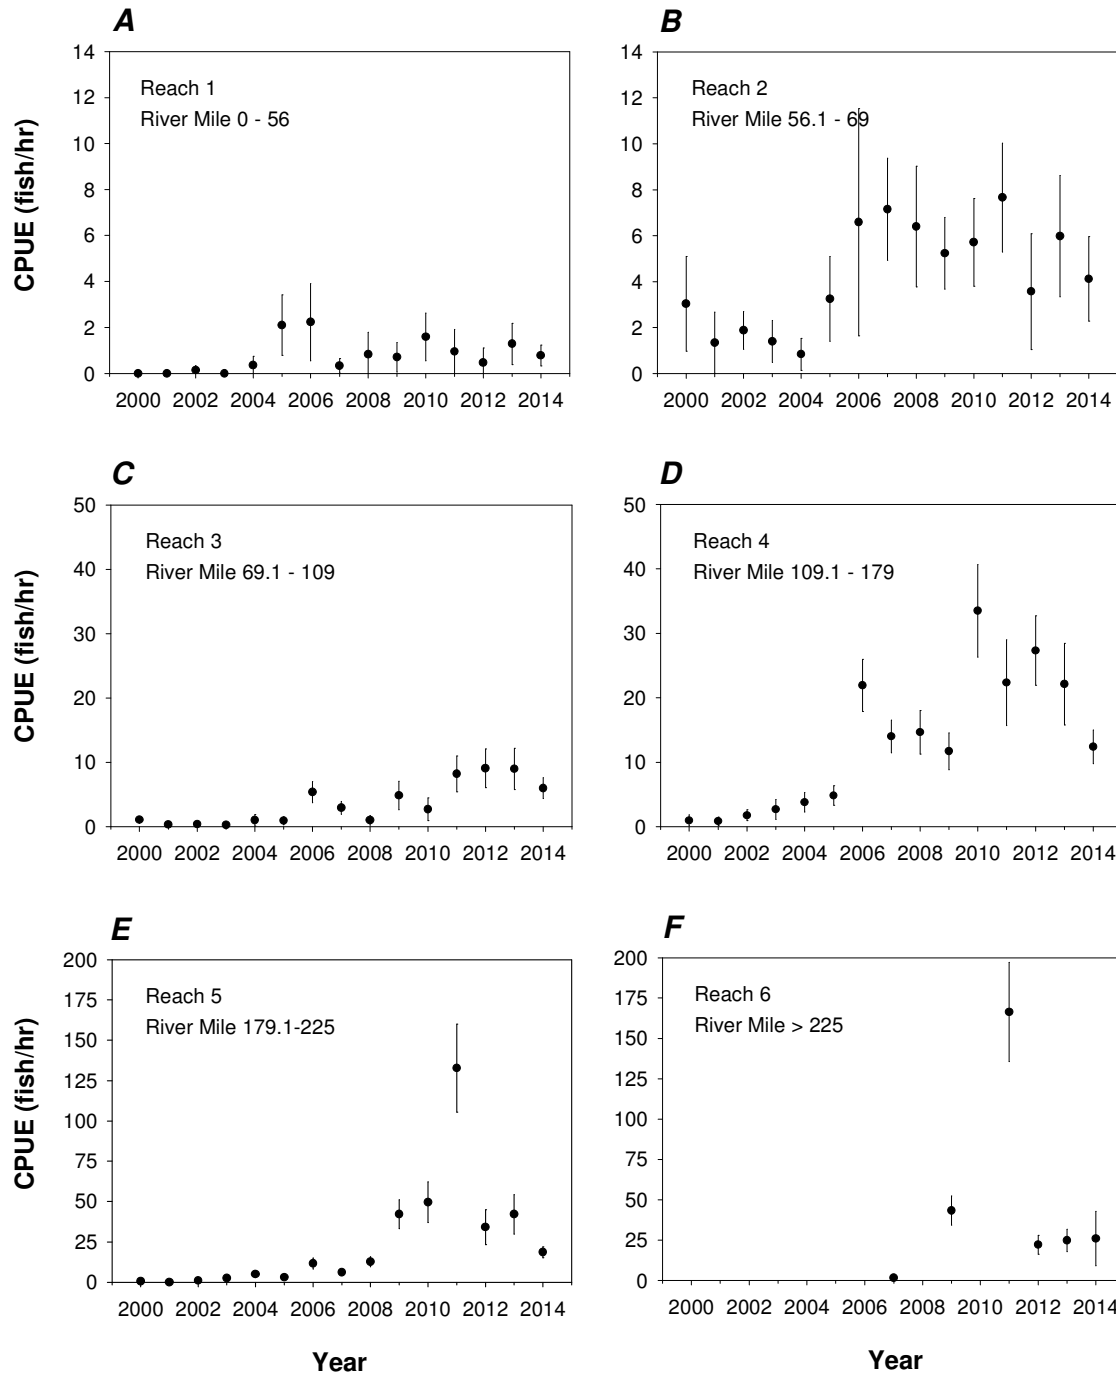 A
B
14
12
10
8
6
4
2
0
CPUE (fish/hr)
Reach 1
River Mile 0 - 56
2000 2002 2004 2006 2008 2010 2012 2014
14
12
10
8
6
4
2
0
Reach 2
River Mile 56.1 - 69
2000 2002 2004 2006 2008 2010 2012 2014
C
D
50
40
30
20
10
0
CPUE (fish/hr)
Reach 3
River Mile 69.1 - 109
2000 2002 2004 2006 2008 2010 2012 2014
50
40
30
20
10
0
Reach 4
River Mile 109.1 - 179
2000 2002 2004 2006 2008 2010 2012 2014
E
F
200
175
150
125
100
75
50
25
0
CPUE (fish/hr)
Reach 5
River Mile 179.1-225
2000 2002 2004 2006 2008 2010 2012 2014
Year
200
175
150
125
100
75
50
25
0
Reach 6
River Mile > 225
2000 2002 2004 2006 2008 2010 2012 2014
Year